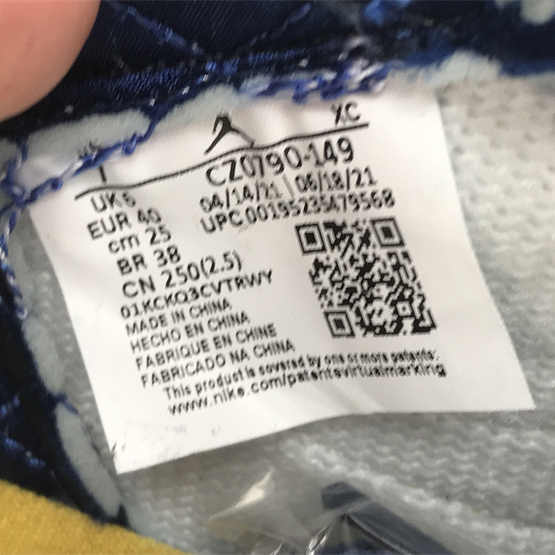 XC
CZ0790-149
04/14/21 | 06/18/21
UPC 00195235479568
UK 6
EUR 40
cm 25
BR 38
CN 250(2.5)
01KCKQ3CVTRWY
MADE IN CHINA
HECHO EN CHINA
FABRIQUE EN CHINE
FABRICADO NA CHINA
This product is covered by one or more patents:
www.nike.com/patentsvirtualmarking